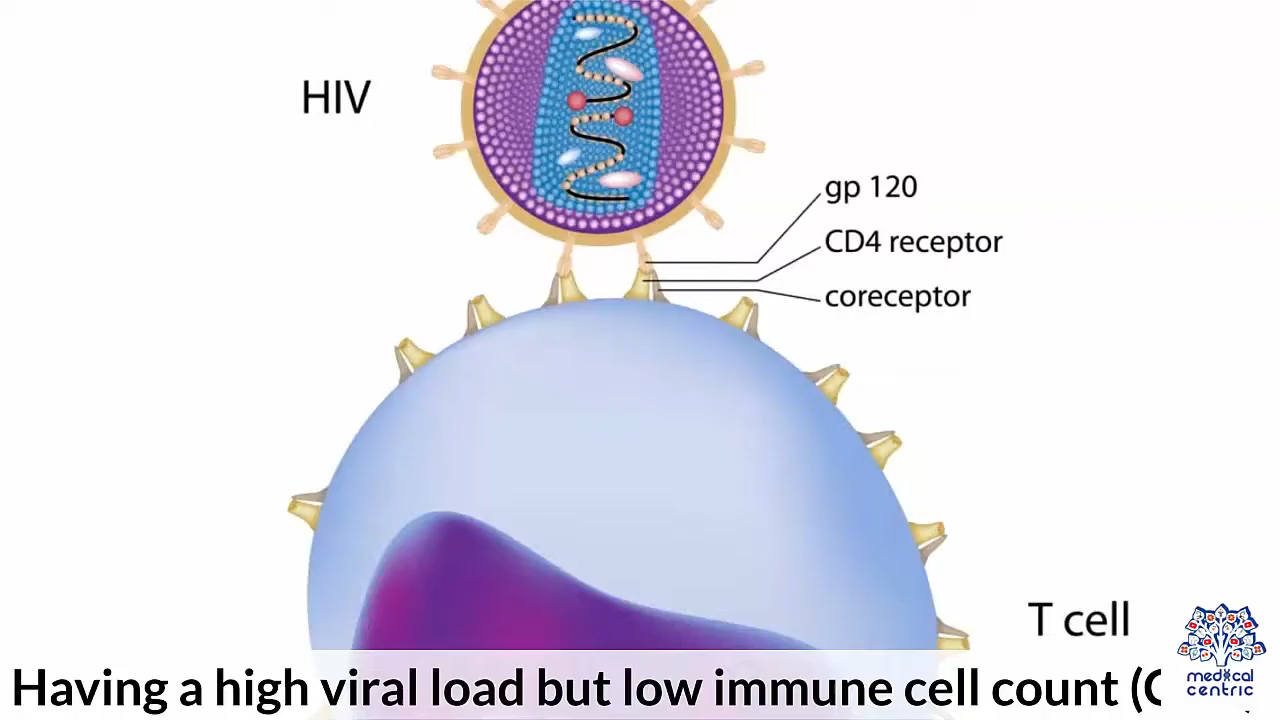 HIV
gp 120
CD4 receptor
coreceptor
T cell
Having a high viral load but low immune cell count (
medical
centric